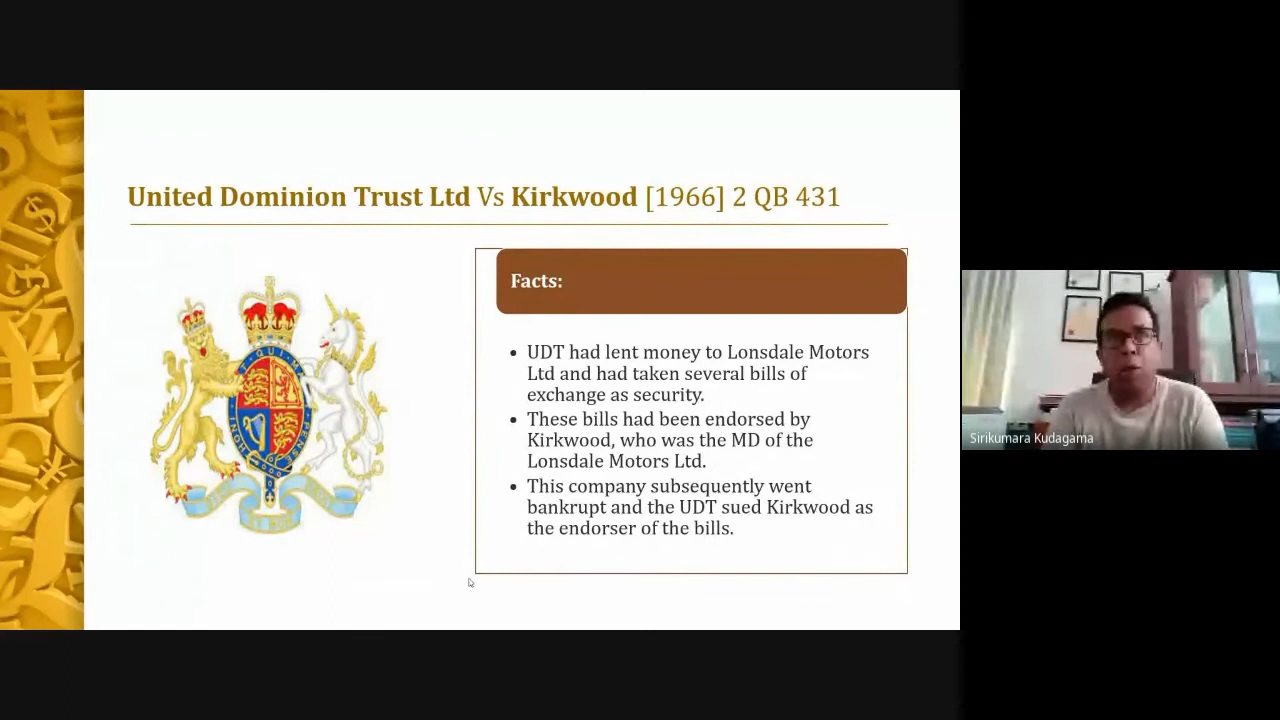 United Dominion Trust Ltd Vs Kirkwood [1966] 2 QB 431
Facts:
• UDT had lent money to Lonsdale Motors
Ltd and had taken several bills of
exchange as security.
• These bills had been endorsed by
Kirkwood, who was the MD of the
Lonsdale Motors Ltd.
• This company subsequently went
bankrupt and the UDT sued Kirkwood as
the endorser of the bills.
Sirikumara Kudagama